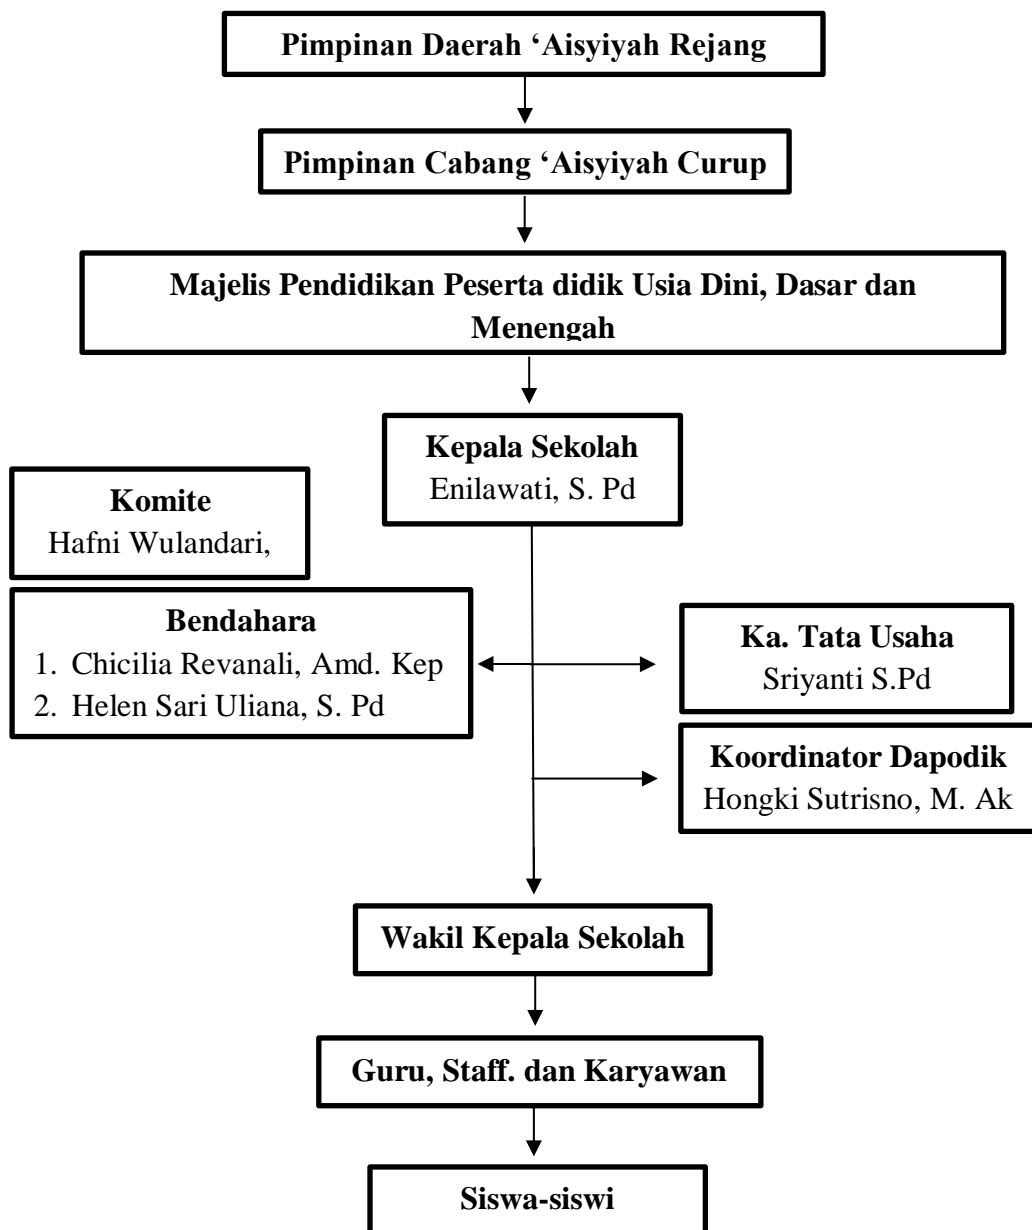 Pimpinan Daerah ‘Aisyiyah Rejang
Pimpinan Cabang ‘Aisyiyah Curup
Majelis Pendidikan Peserta didik Usia Dini, Dasar dan
Menengah
Kepala Sekolah
Enilawati, S. Pd
Komite
Hafni Wulandari,
Bendahara
1. Chicilia Revanali, Amd. Kep
2. Helen Sari Uliana, S. Pd
Ka. Tata Usaha
Sriyanti S.Pd
Koordinator Dapodik
Hongki Sutrisno, M. Ak
Wakil Kepala Sekolah
Guru, Staff. dan Karyawan
Siswa-siswi